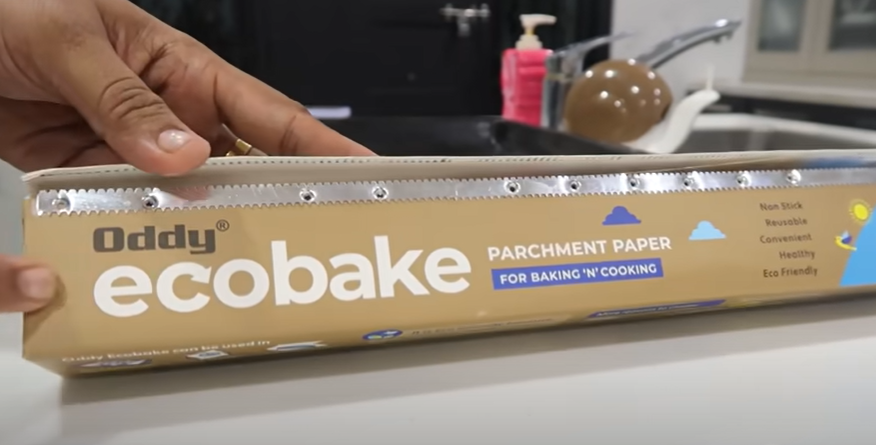 Oddy®
ecobake
PARCHMENT PAPER
FOR BAKING 'N' COOKING
Non Stick
Reusable
Convenient
Healthy
Eco Friendly
Oddy Ecobake can be used in